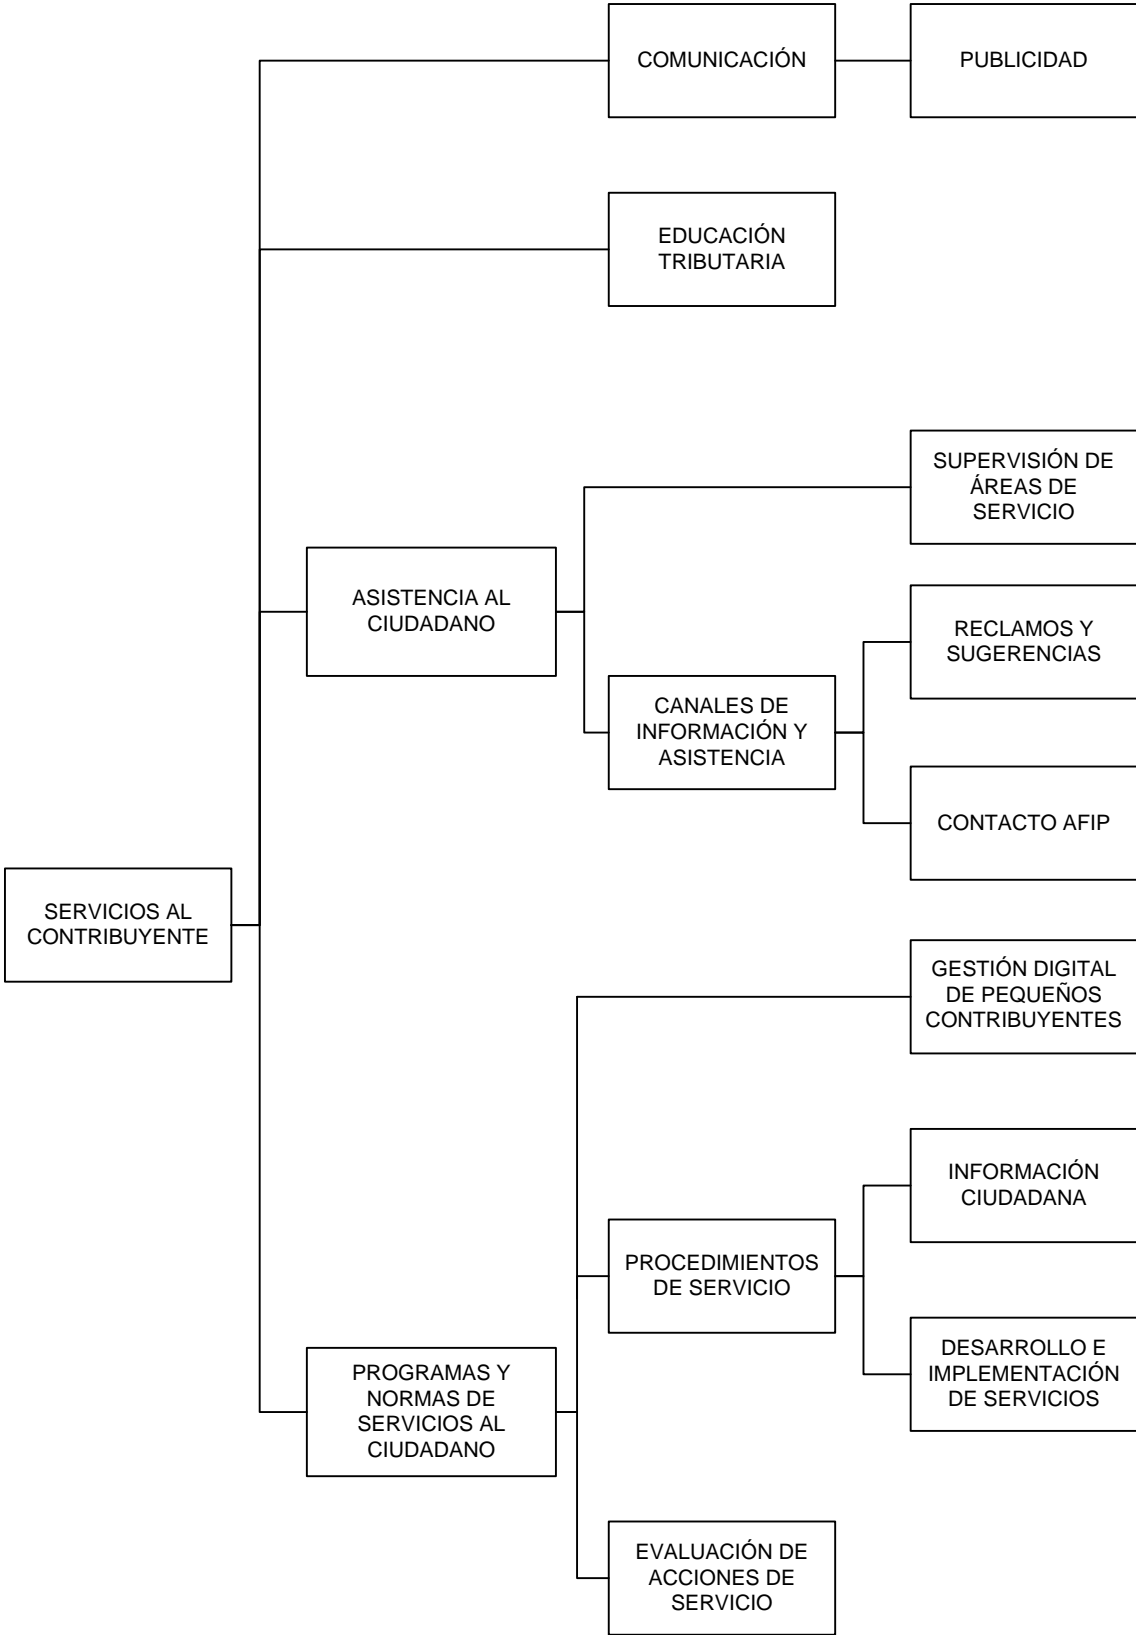 COMUNICACIÓN
PUBLICIDAD
EDUCACIÓN
TRIBUTARIA
SUPERVISIÓN DE
ÁREAS DE
SERVICIO
ASISTENCIA AL
CIUDADANO
RECLAMOS Y
SUGERENCIAS
CANALES DE
INFORMACIÓN Y
ASISTENCIA
CONTACTO AFIP
SERVICIOS AL
CONTRIBUYENTE
GESTIÓN DIGITAL
DE PEQUEÑOS
CONTRIBUYENTES
INFORMACIÓN
CIUDADANA
PROCEDIMIENTOS
DE SERVICIO
DESARROLLO E
IMPLEMENTACIÓN
DE SERVICIOS
PROGRAMAS Y
NORMAS DE
SERVICIOS AL
CIUDADANO
EVALUACIÓN DE
ACCIONES DE
SERVICIO